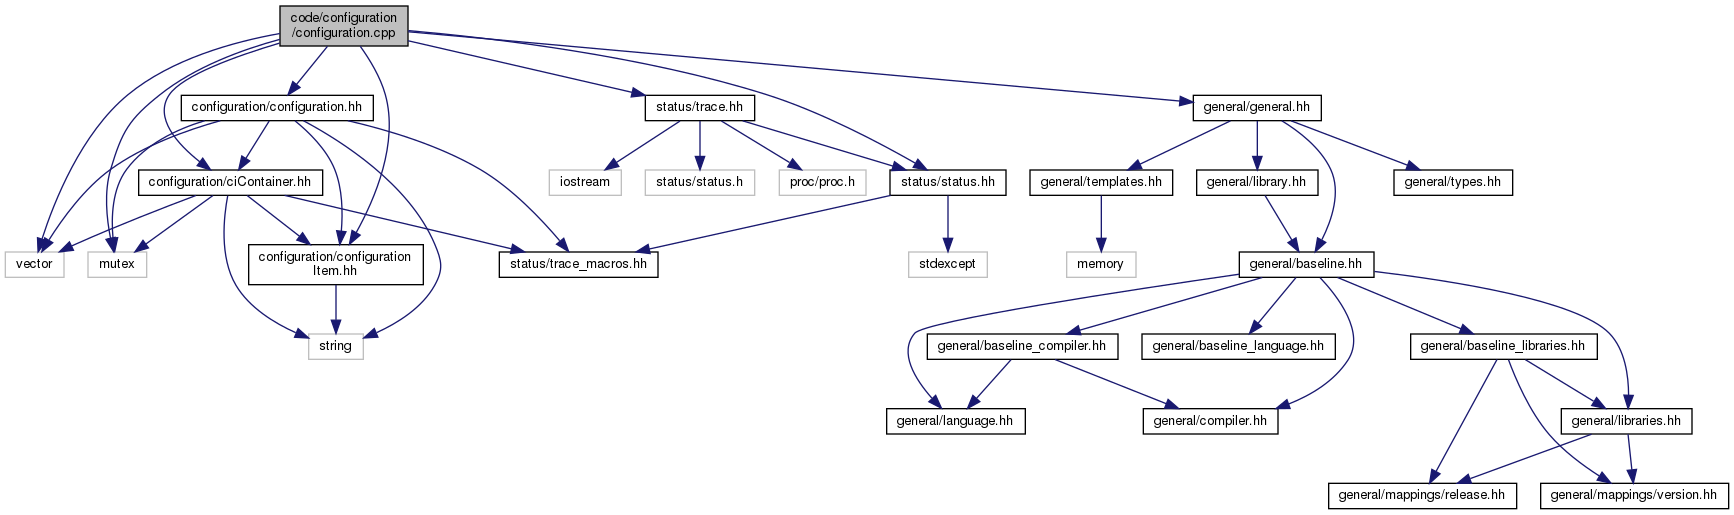 code/configuration
/configuration.cpp
configuration/configuration.hh
status/trace.hh
general/general.hh
configuration/ciContainer.hh
iostream
status/status.h
proc/proc.h
status/status.hh
general/templates.hh
general/library.hh
general/types.hh
vector
mutex
configuration/configuration
Item.hh
status/trace_macros.hh
stdexcept
memory
general/baseline.hh
string
general/baseline_compiler.hh
general/baseline_language.hh
general/baseline_libraries.hh
general/language.hh
general/compiler.hh
general/libraries.hh
general/mappings/release.hh
general/mappings/version.hh